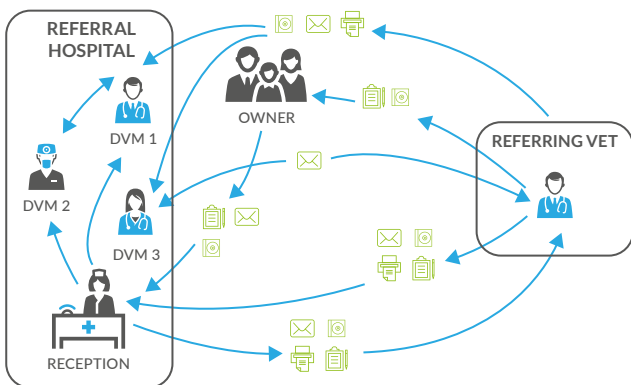 REFERRAL
HOSPITAL
DVM 1
OWNER
REFERRING VET
DVM 2
DVM 3
RECEPTION